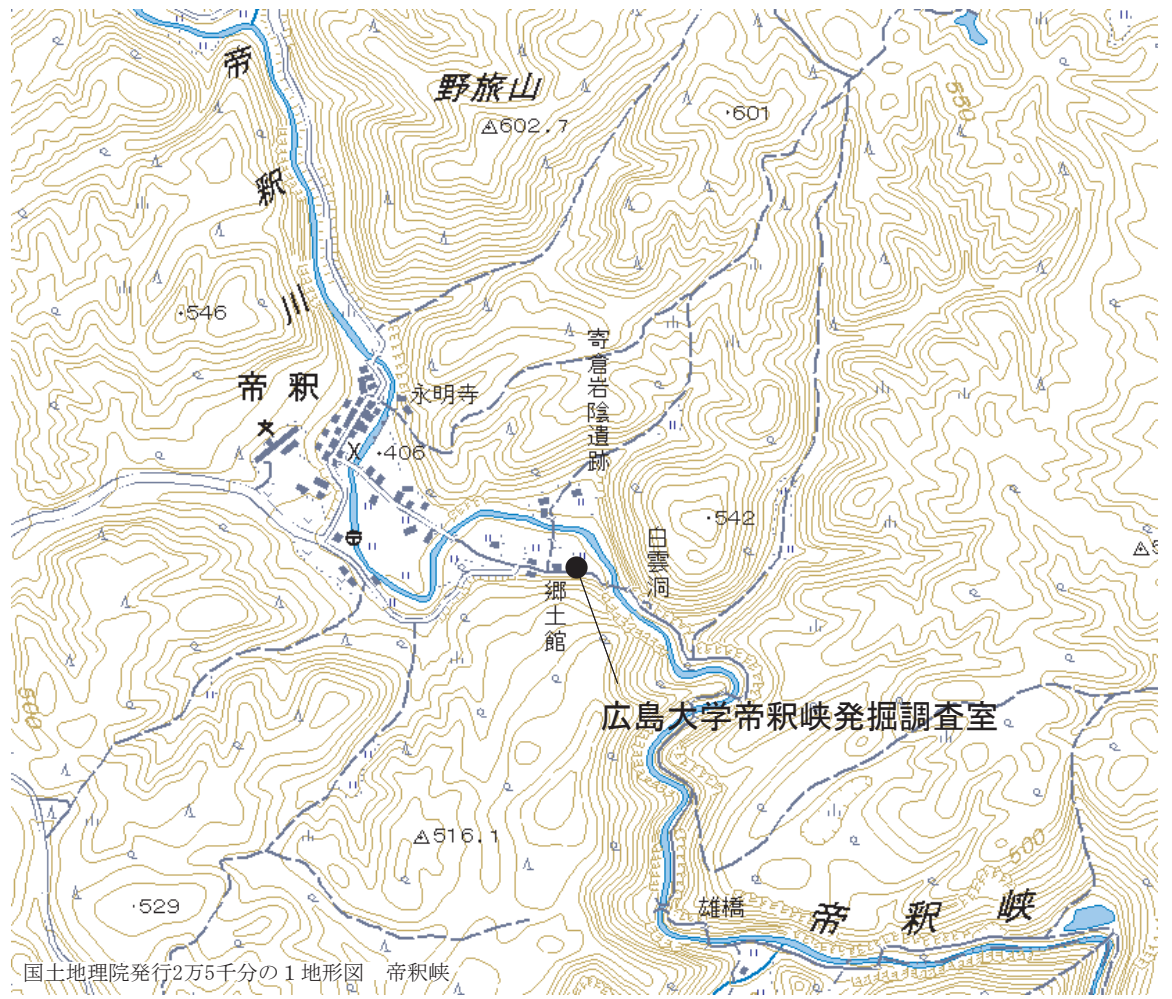 帝釈川
野旅山
602.7
601
550
546
寄倉岩陰遺跡
帝釈
永明寺
文
406
542
白雲洞
郷土館
広島大学帝釈峡発掘調査室
500
516.1
500
529
雄橋
帝釈峡
国土地理院発行2万5千分の1地形図　帝釈峡